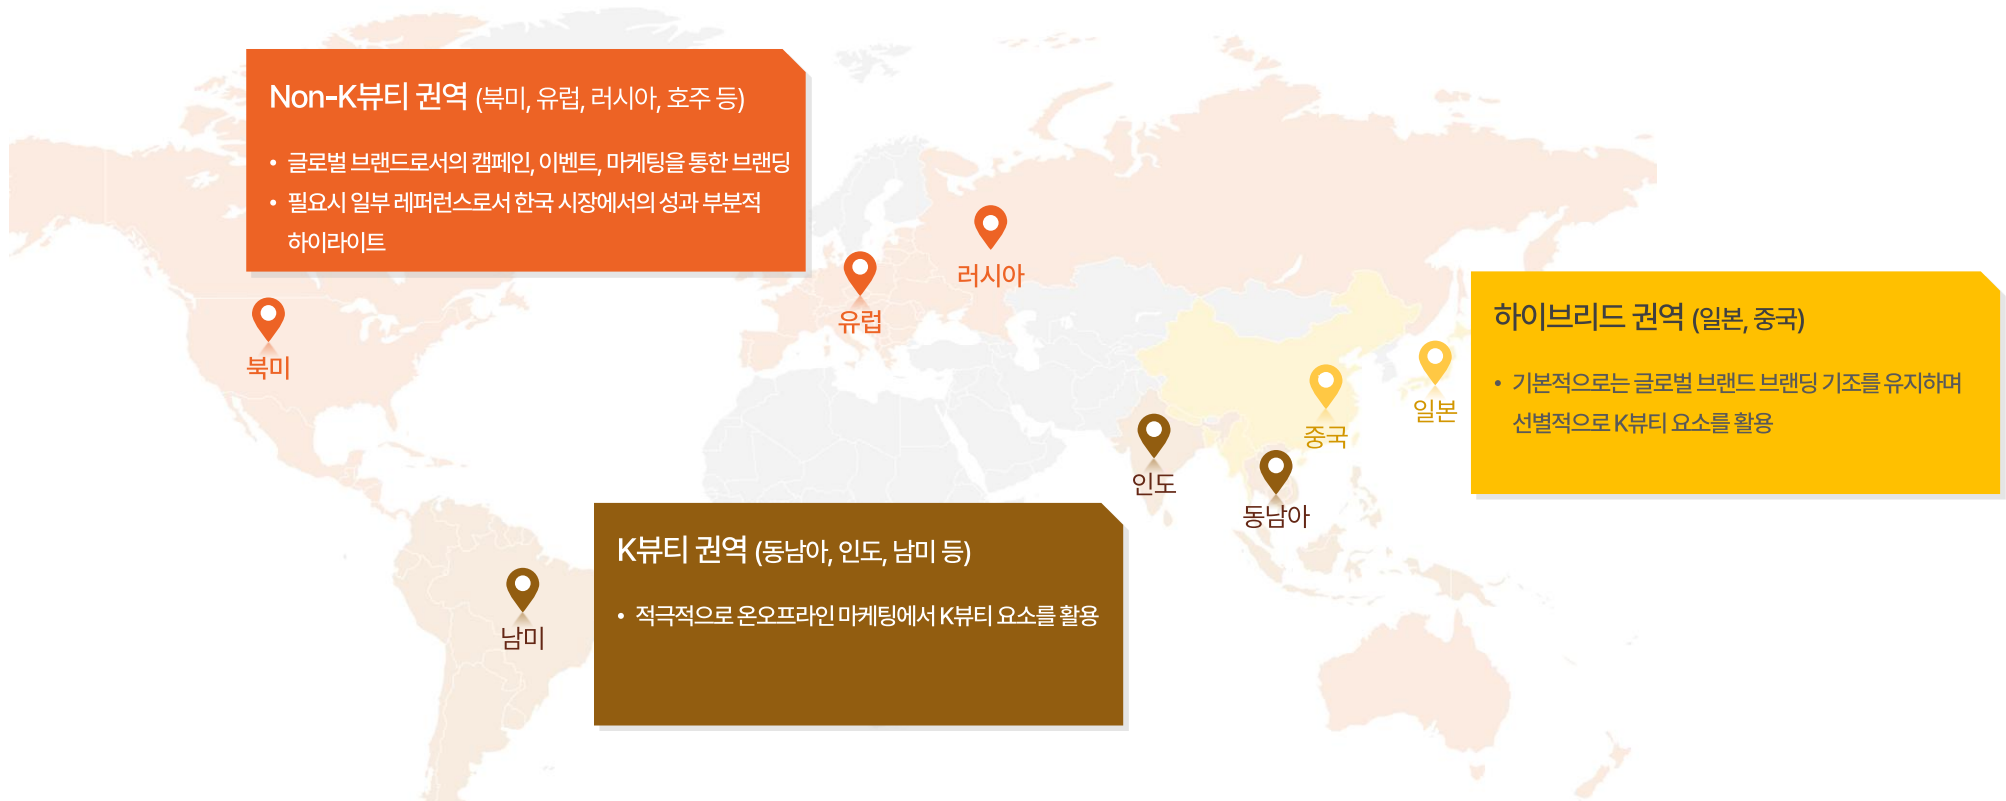 Non-K뷰티 권역 (북미, 유럽, 러시아, 호주 등)
• 글로벌 브랜드로서의 캠페인, 이벤트, 마케팅을 통한 브랜딩
• 필요시 일부 레퍼런스로서 한국 시장에서의 성과 부분적
하이라이트
러시아
유럽
북미
하이브리드 권역 (일본, 중국)
• 기본적으로는 글로벌 브랜드 브랜딩 기조를 유지하며
선별적으로 K뷰티 요소를 활용
일본
중국
인도
동남아
K뷰티 권역 (동남아, 인도, 남미 등)
• 적극적으로 온오프라인 마케팅에서 K뷰티 요소를 활용
남미